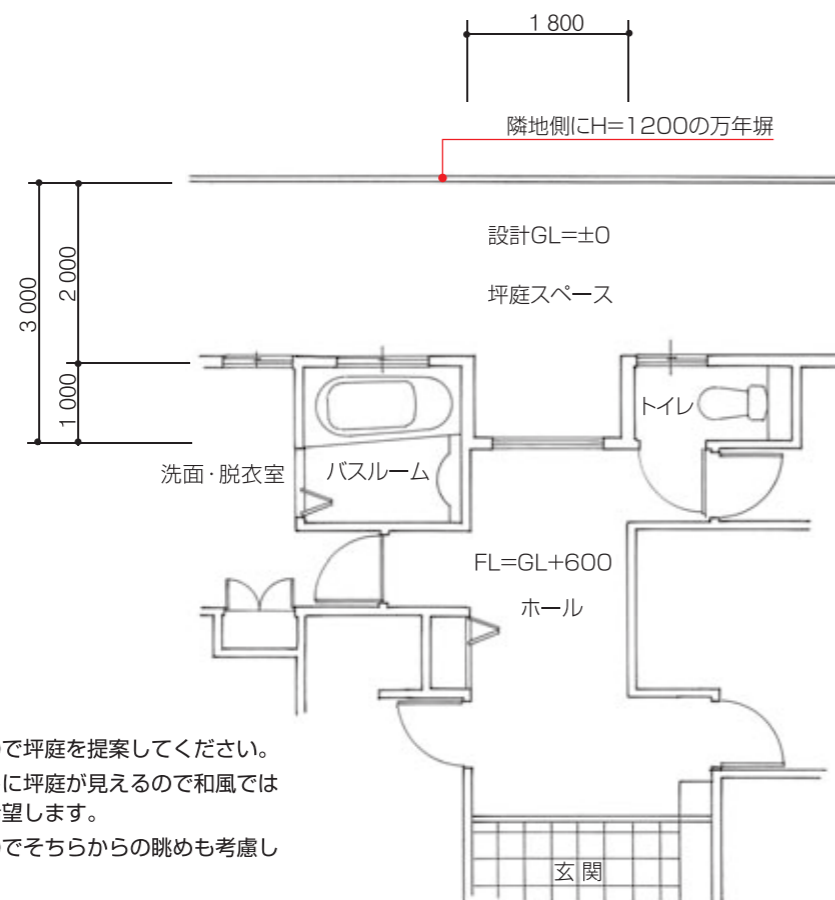 1 800
隣地側にH=1200の万年塀
設計GL=±0
坪庭スペース
3 000
2 000
1 000
トイレ
洗面・脱衣室
バスルーム
FL=GL+600
ホール
で坪庭を提案してください。
に坪庭が見えるので和風では
望します。
でそちらからの眺めも考慮し
玄関